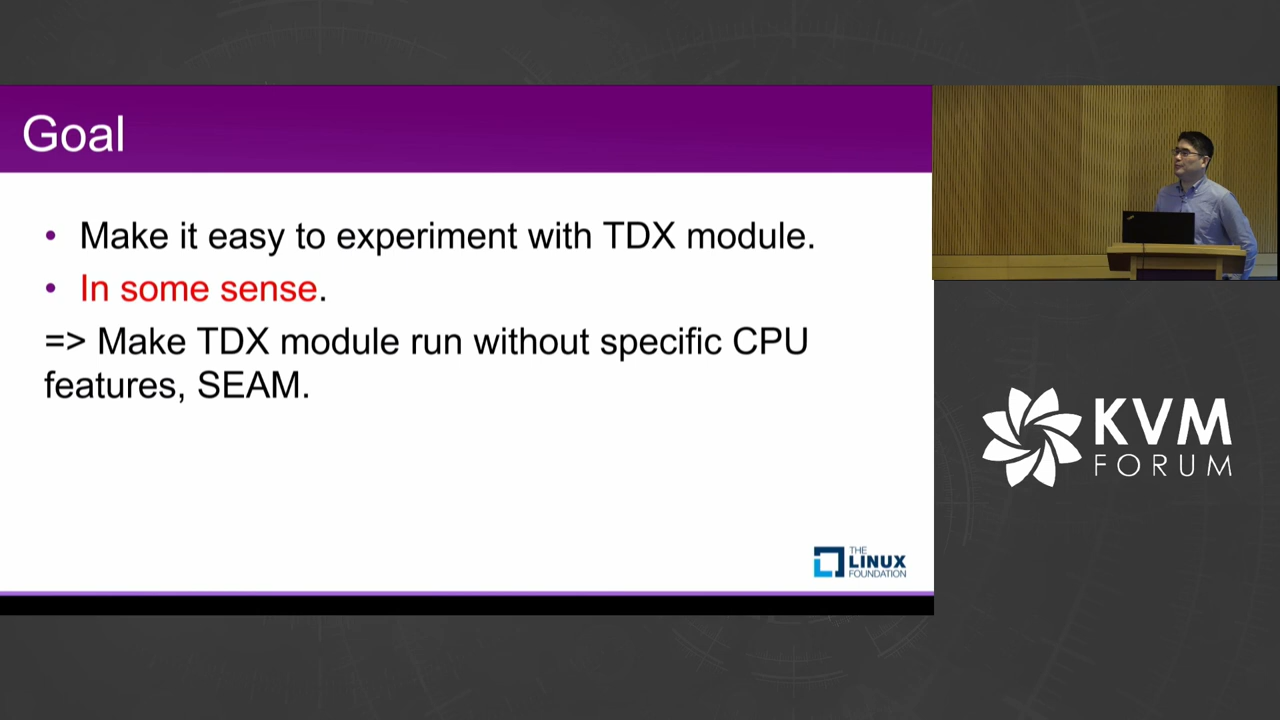 Goal
• Make it easy to experiment with TDX module.
• In some sense.
=> Make TDX module run without specific CPU
features, SEAM.
THE
LINUX
FOUNDATION
KVM
FORUM